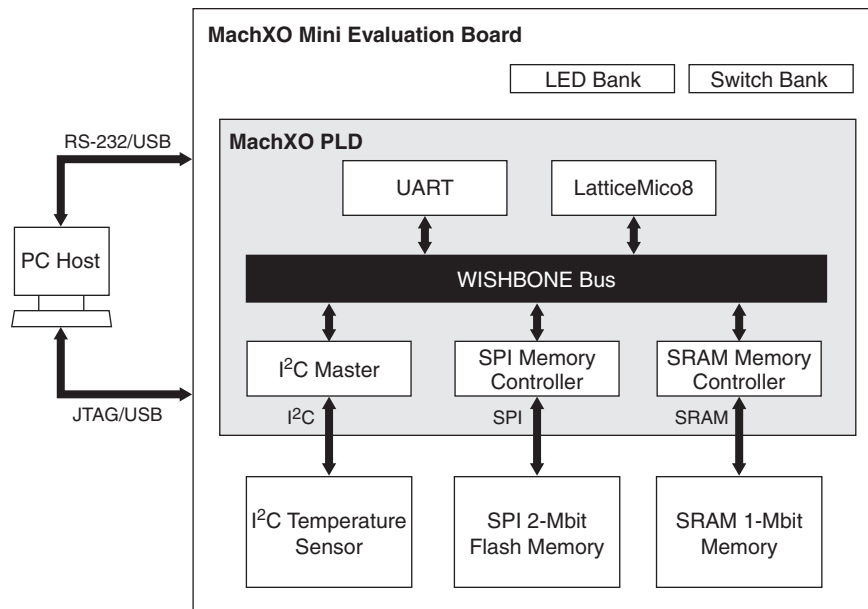 MachXO Mini Evaluation Board
LED Bank
Switch Bank
RS-232/USB
MachXO PLD
UART
LatticeMico8
PC Host
WISHBONE Bus
I²C Master
SPI Memory
Controller
SRAM Memory
Controller
JTAG/USB
I²C
SPI
SRAM
I²C Temperature
Sensor
SPI 2-Mbit
Flash Memory
SRAM 1-Mbit
Memory